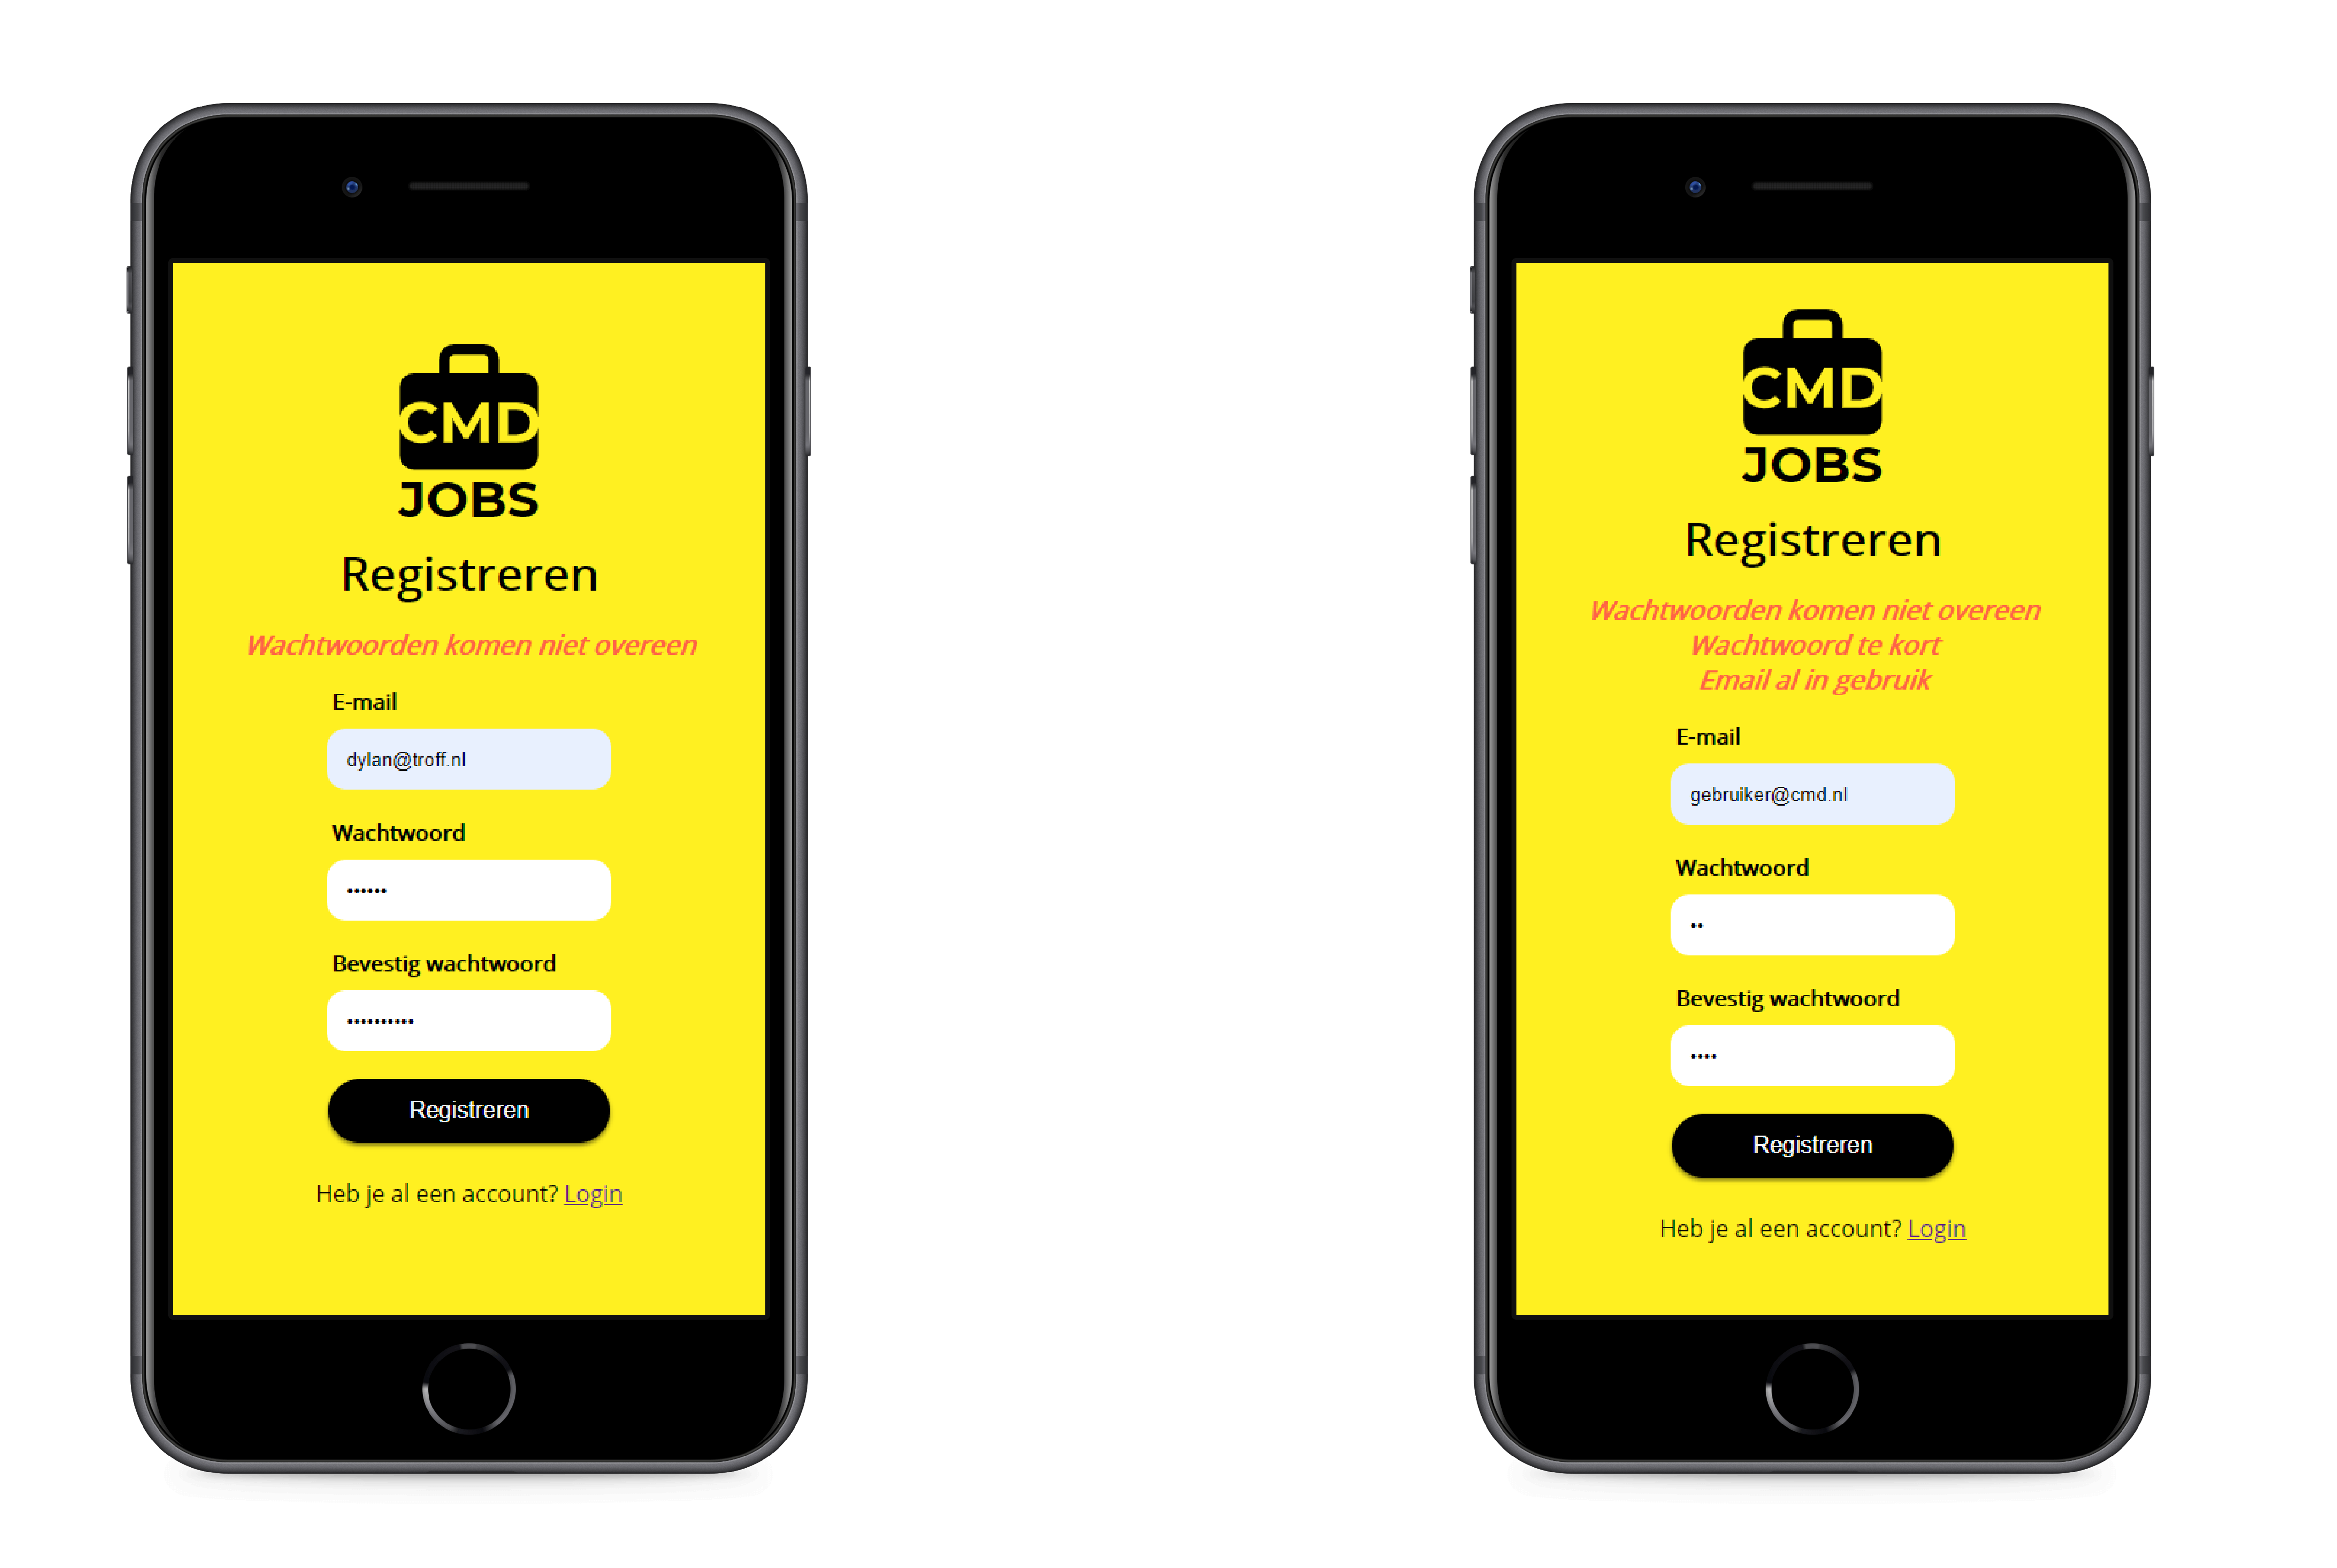 CMD
JOBS
Registreren
Wachtwoorden komen niet overeen
E-mail
dylan@troff.nl
Wachtwoord
••••••
Bevestig wachtwoord
••••••••••
Registreren
Heb je al een account? Login
CMD
JOBS
Registreren
Wachtwoorden komen niet overeen
Wachtwoord te kort
Email al in gebruik
E-mail
gebruiker@cmd.nl
Wachtwoord
••
Bevestig wachtwoord
••••
Registreren
Heb je al een account? Login